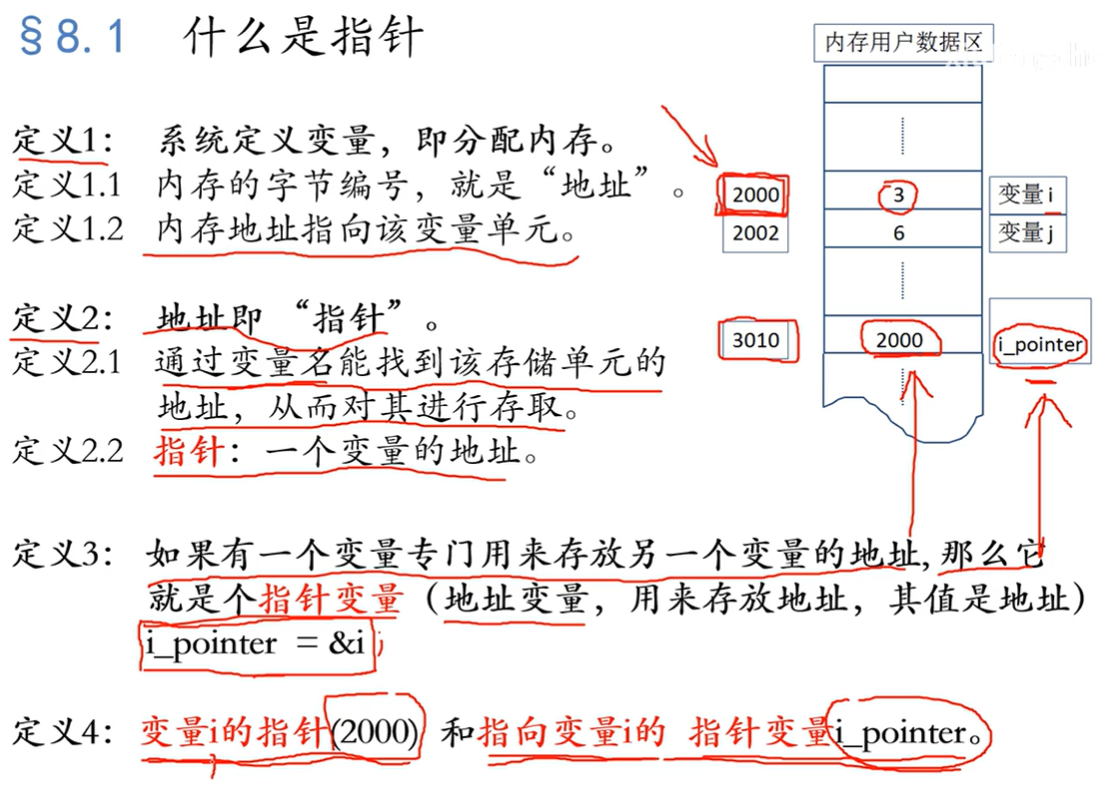 §8.1 什么是指针
内存用户数据区
定义1： 系统定义变量，即分配内存。
定义1.1 内存的字节编号，就是“地址”。
2000 3 变量i
定义1.2 内存地址指向该变量单元。
2002 6 变量j
定义2： 地址即 “指针”。
3010 2000 i_pointer
定义2.1 通过变量名能找到该存储单元的
地址，从而对其进行存取。
定义2.2 指针：一个变量的地址。
定义3： 如果有一个变量专门用来存放另一个变量的地址,那么它
就是个指针变量（地址变量，用来存放地址，其值是地址）
i_pointer = &i;
定义4： 变量i的指针(2000) 和指向变量i的 指针变量i_pointer。